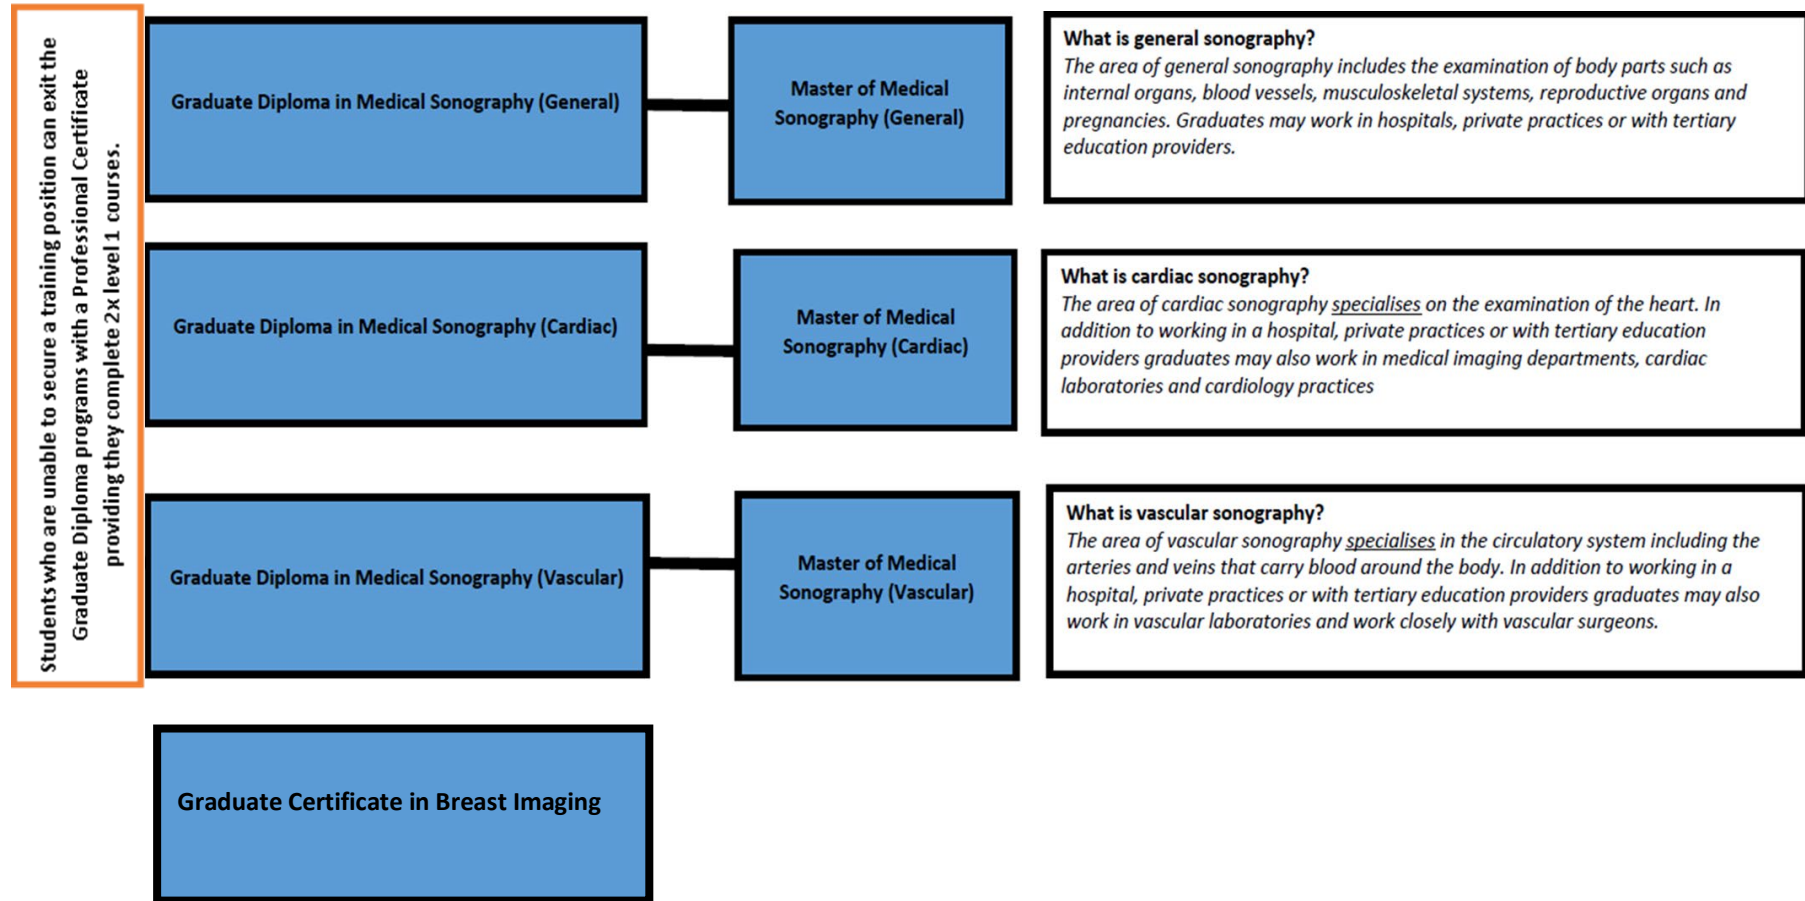 Students who are unable to secure a training position can exit the
Graduate Diploma programs with a Professional Certificate
providing they complete 2x level 1 courses.
Graduate Diploma in Medical Sonography (General)
Master of Medical
Sonography (General)
What is general sonography?
The area of general sonography includes the examination of body parts such as
internal organs, blood vessels, musculoskeletal systems, reproductive organs and
pregnancies. Graduates may work in hospitals, private practices or with tertiary
education providers.
Graduate Diploma in Medical Sonography (Cardiac)
Master of Medical
Sonography (Cardiac)
What is cardiac sonography?
The area of cardiac sonography specialises on the examination of the heart. In
addition to working in a hospital, private practices or with tertiary education
providers graduates may also work in medical imaging departments, cardiac
laboratories and cardiology practices
Graduate Diploma in Medical Sonography (Vascular)
Master of Medical
Sonography (Vascular)
What is vascular sonography?
The area of vascular sonography specialises in the circulatory system including the
arteries and veins that carry blood around the body. In addition to working in a
hospital, private practices or with tertiary education providers graduates may also
work in vascular laboratories and work closely with vascular surgeons.
Graduate Certificate in Breast Imaging